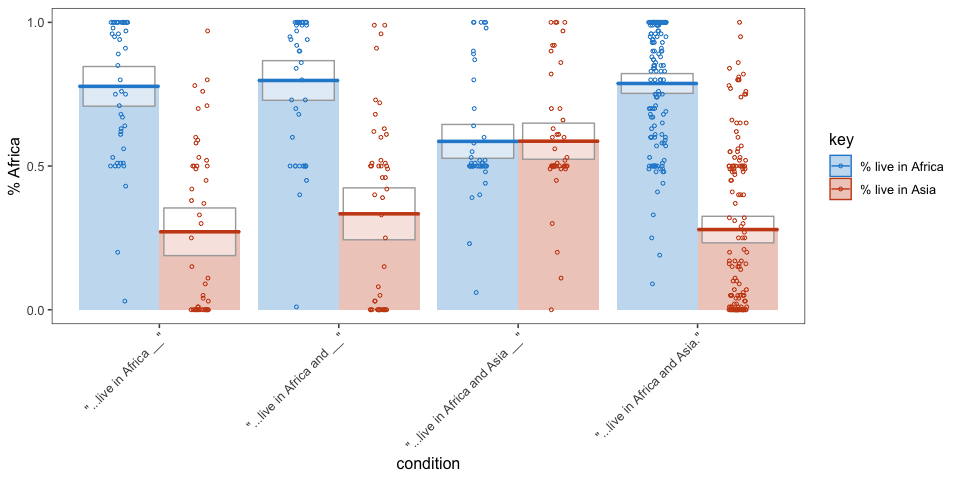 1.0
0.5
0.0
% Africa
" ...live in Africa __"
" ...live in Africa and __"
" ...live in Africa and Asia __"
" ...live in Africa and Asia."
condition
key
% live in Africa
% live in Asia